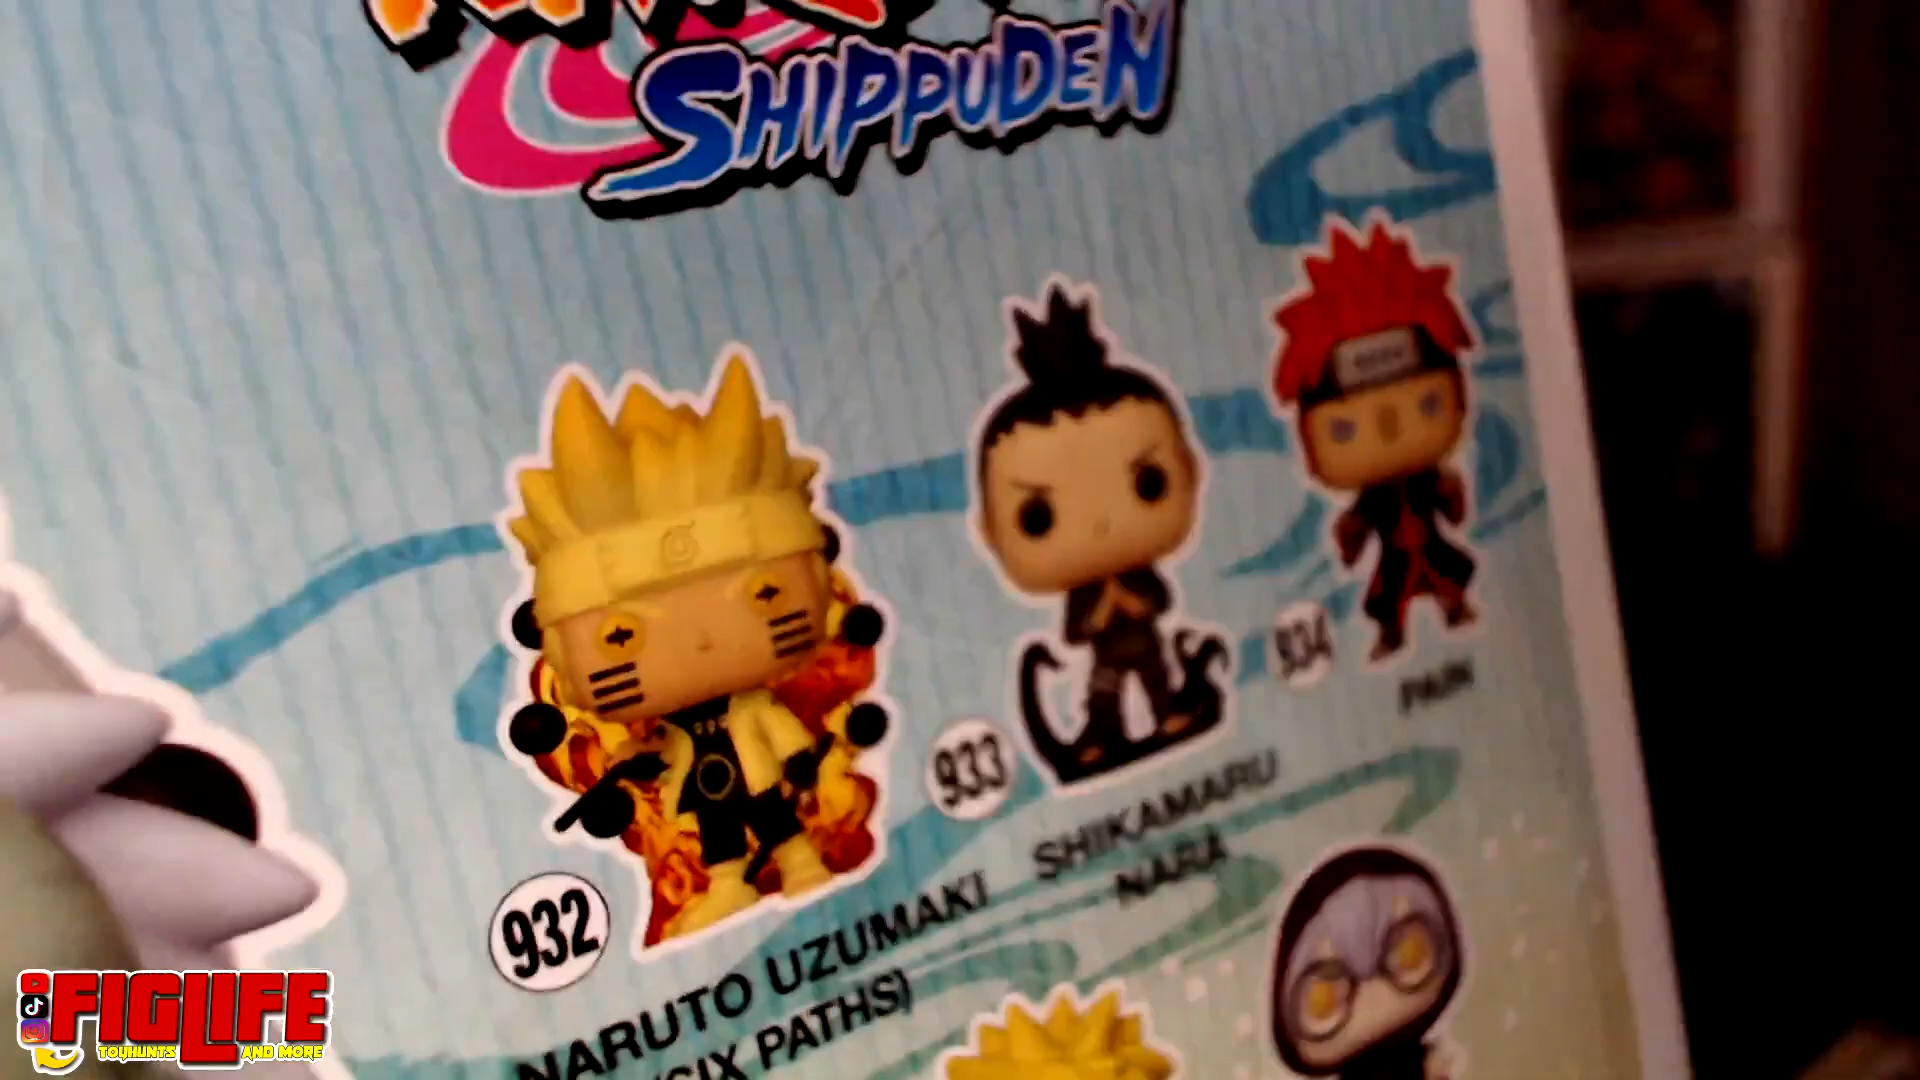 SHIPPUDEN
934
PAIN
933
SHIKAMARU
NARA
932
NARUTO UZUMAKI
(SIX PATHS)
FIGLIFE
TOYHUNTS AND MORE